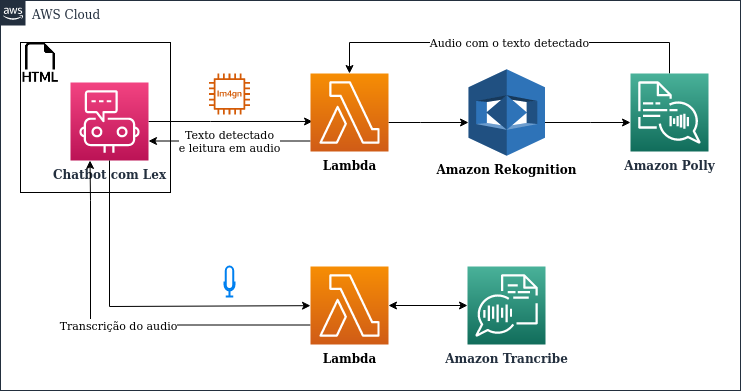 aws
AWS Cloud
HTML
Chatbot com Lex
Im4gn
Texto detectado
e leitura em audio
Lambda
Amazon Rekognition
Audio com o texto detectado
Amazon Polly
Transcrição do audio
Lambda
Amazon Trancribe